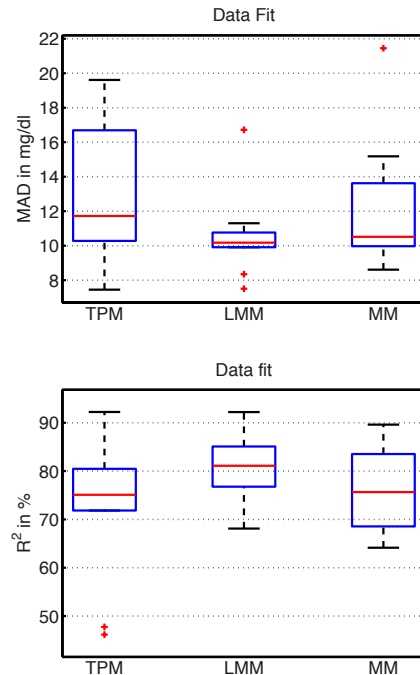 Data Fit
MAD in mg/dl
22
20
18
16
14
12
10
8
TPM LMM MM
Data fit
R² in %
90
80
70
60
50
TPM LMM MM